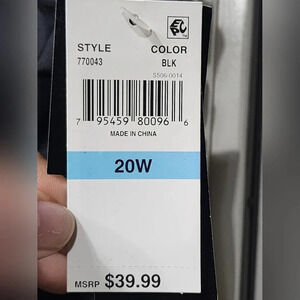 STYLE COLOR
770043 BLK
S506-0014
7 95459 80096 6
MADE IN CHINA
20W
MSRP $39.99